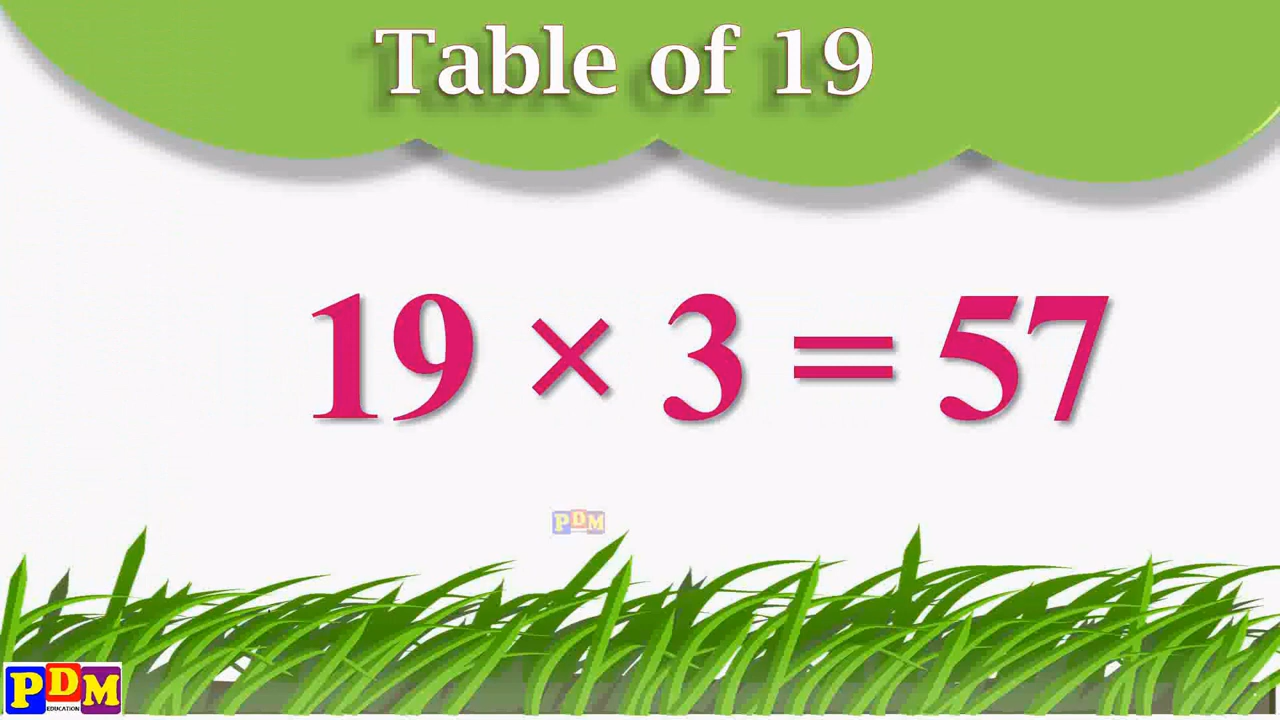 Table of 19
19 × 3 = 57
PDM
PDM
EDUCATION